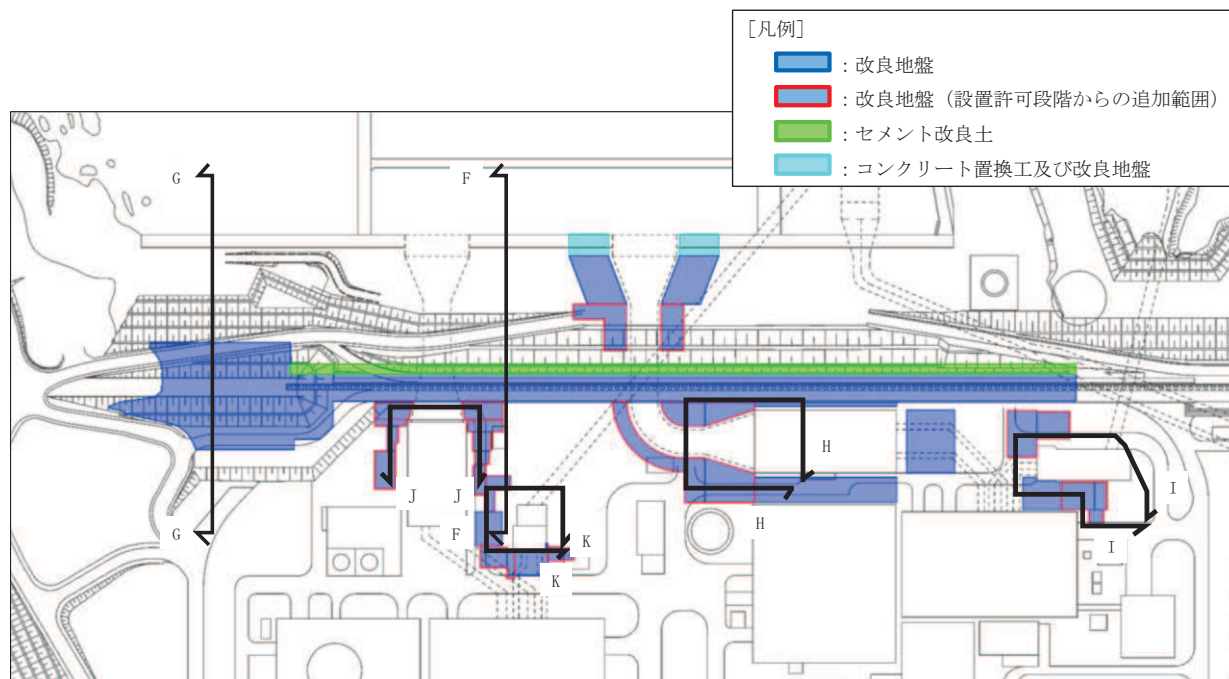 [凡例]
：改良地盤
：改良地盤（設置許可段階からの追加範囲）
：セメント改良土
：コンクリート置換工及び改良地盤
G
F
H
J
J
I
G
F
H
K
I
K